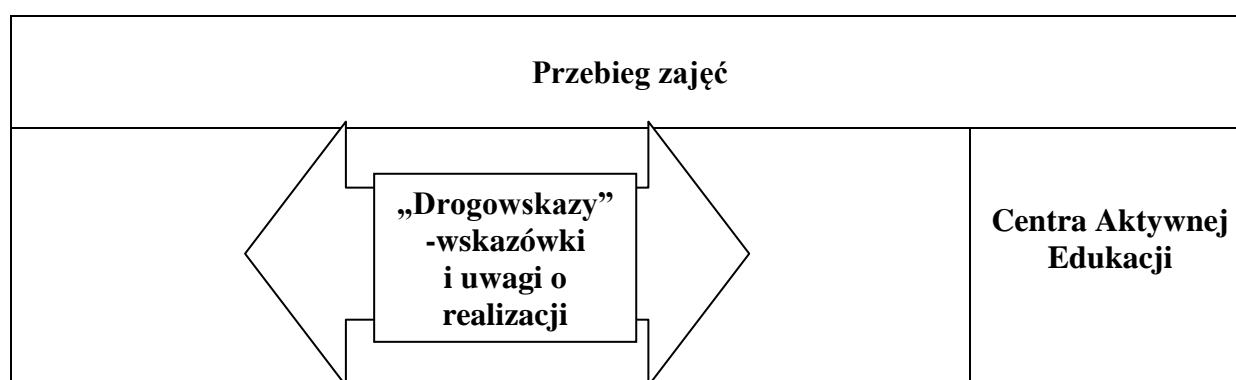 Przebieg zajęć
„Drogowskazy”
-wskazówki
i uwagi o
realizacji
Centra Aktywnej
Edukacji